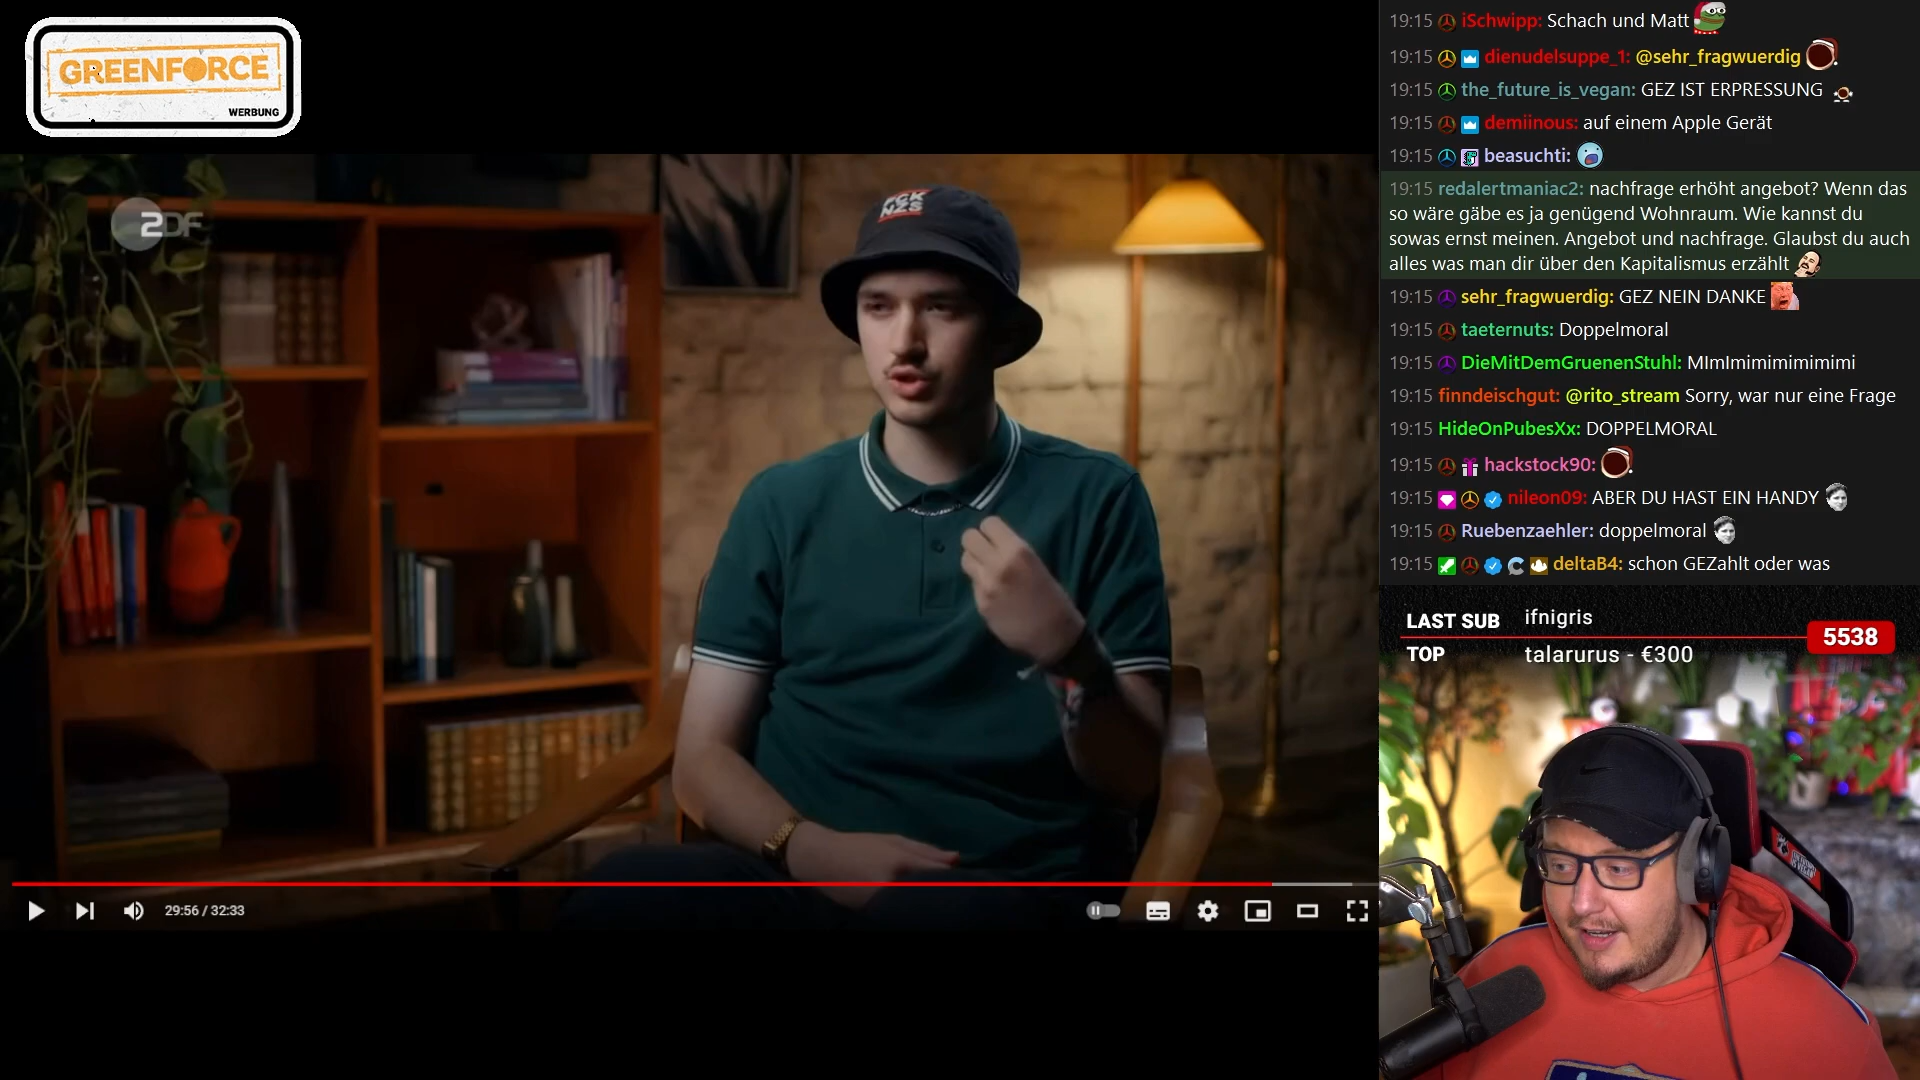 GREENFORCE
WERBUNG
2DF
FCK
NZS
29:56 / 32:33
19:15 iSchwipp: Schach und Matt
19:15 dienudelsuppe_1: @sehr_fragwuerdig
19:15 the_future_is_vegan: GEZ IST ERPRESSUNG
19:15 demiinous: auf einem Apple Gerät
19:15 beasuchti:
19:15 redalertmaniac2: nachfrage erhöht angebot? Wenn das
so wäre gäbe es ja genügend Wohnraum. Wie kannst du
sowas ernst meinen. Angebot und nachfrage. Glaubst du auch
alles was man dir über den Kapitalismus erzählt
19:15 sehr_fragwuerdig: GEZ NEIN DANKE
19:15 taeternuts: Doppelmoral
19:15 DieMitDemGruenenStuhl: MImImimimimimimi
19:15 finndeischgut: @rito_stream Sorry, war nur eine Frage
19:15 HideOnPubesXx: DOPPELMORAL
19:15 hackstock90:
19:15 nileon09: ABER DU HAST EIN HANDY
19:15 Ruebenzaehler: doppelmoral
19:15 deltaB4: schon GEZahlt oder was
LAST SUB ifnigris
5538
TOP talarurus - €300